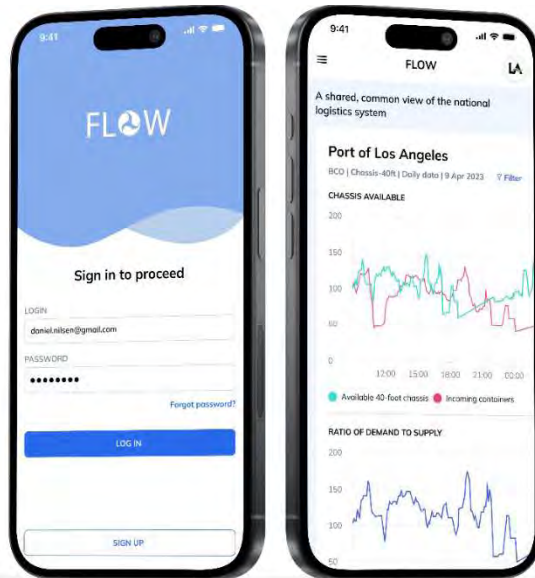 9:41
FLOW
Sign in to proceed
LOGIN
daniel.nilsen@gmail.com
PASSWORD
Forgot password?
LOG IN
SIGN UP
9:41
FLOW
LA
A shared, common view of the national
logistics system
Port of Los Angeles
BCO | Chassis-40ft | Daily data | 9 Apr 2023 Filter
CHASSIS AVAILABLE
200
150
100
50
0
12:00 15:00 18:00 21:00 00:00
Available 40-foot chassis Incoming containers
RATIO OF DEMAND TO SUPPLY
200
150
100
50